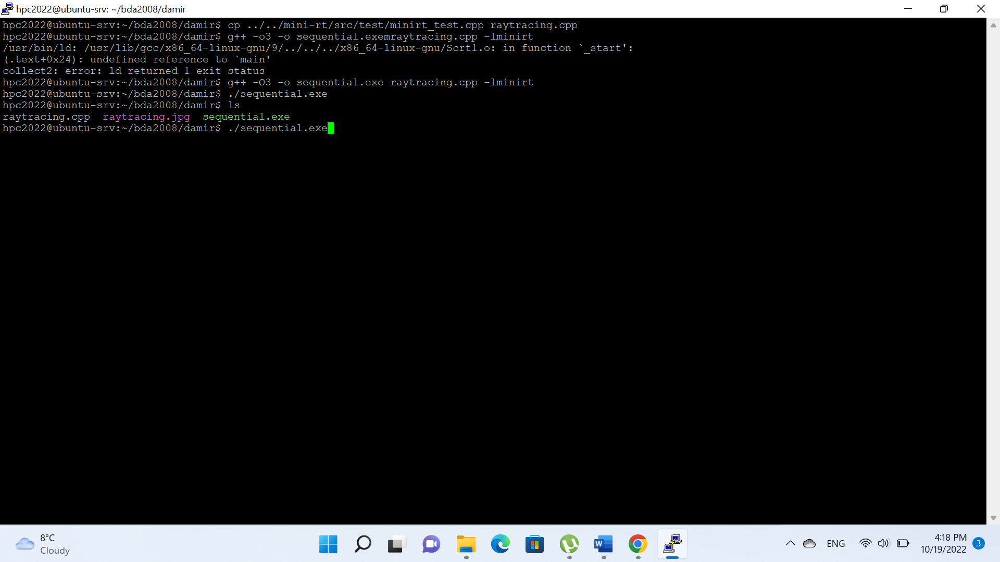 hpc2022@ubuntu-srv: ~/bda2008/damir
hpc2022@ubuntu-srv:~/bda2008/damir$ cp ../../mini-rt/src/test/minirt_test.cpp raytracing.cpp
hpc2022@ubuntu-srv:~/bda2008/damir$ g++ -o3 -o sequential.exemraytracing.cpp -lminirt
/usr/bin/ld: /usr/lib/gcc/x86_64-linux-gnu/9/../../../x86_64-linux-gnu/Scrt1.o: in function `_start':
(.text+0x24): undefined reference to `main'
collect2: error: ld returned 1 exit status
hpc2022@ubuntu-srv:~/bda2008/damir$ g++ -O3 -o sequential.exe raytracing.cpp -lminirt
hpc2022@ubuntu-srv:~/bda2008/damir$ ./sequential.exe
hpc2022@ubuntu-srv:~/bda2008/damir$ ls
raytracing.cpp  raytracing.jpg  sequential.exe
hpc2022@ubuntu-srv:~/bda2008/damir$ ./sequential.exe
8°C
Cloudy
W
ENG
4:18 PM
10/19/2022
3